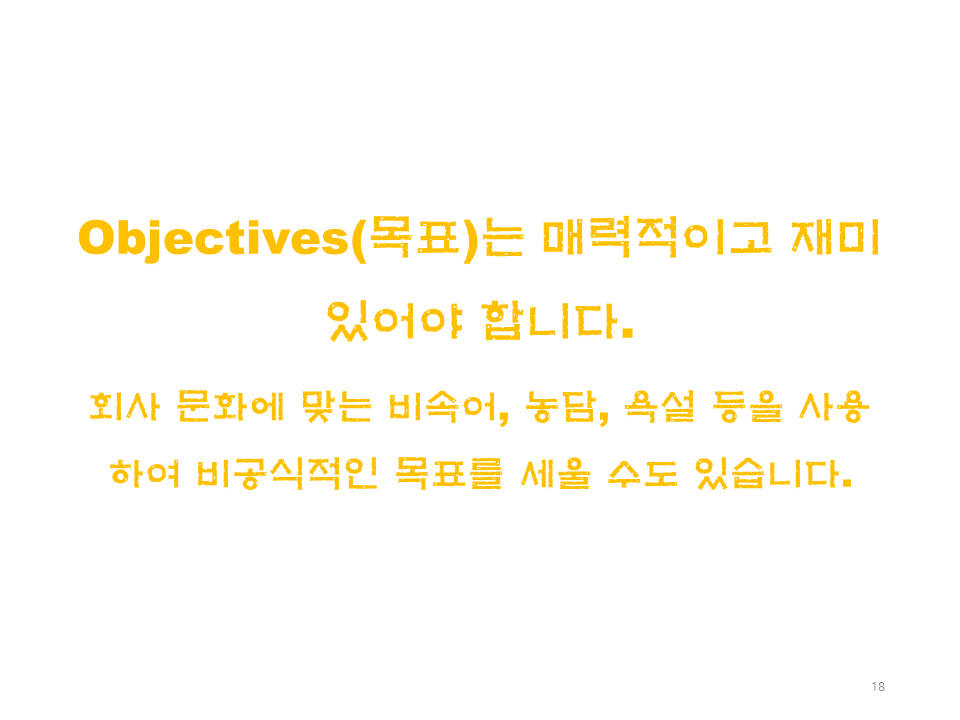 Objectives(목표)는 매력적이고 재미
있어야 합니다.
회사 문화에 맞는 비속어, 농담, 욕설 등을 사용
하여 비공식적인 목표를 세울 수도 있습니다.
18